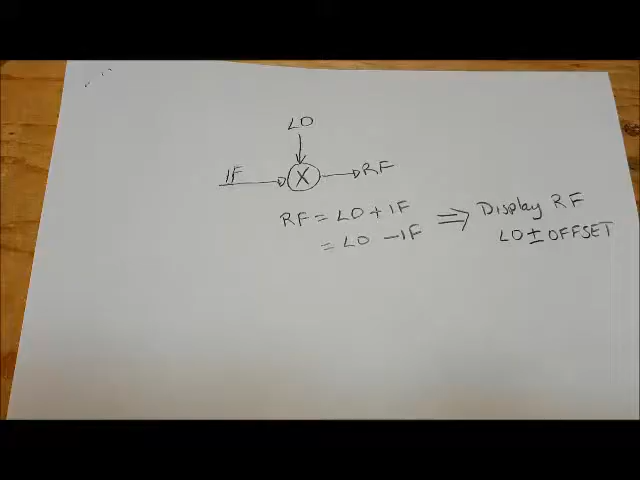 LO
IF X RF
RF = LO + IF ⇒ Display RF
= LO - IF LO ± OFFSET